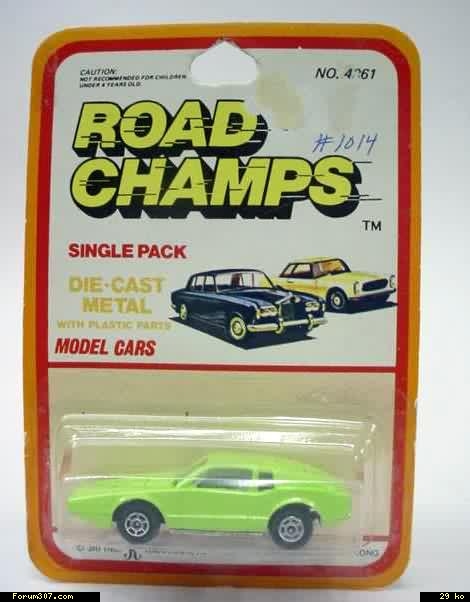 CAUTION:
NOT RECOMMENDED FOR CHILDREN
UNDER 4 YEARS OLD.
NO. 4261
ROAD
#1014
CHAMPS
TM
SINGLE PACK
DIE-CAST
METAL
WITH PLASTIC PARTS
MODEL CARS
Forum307.com
29 ko